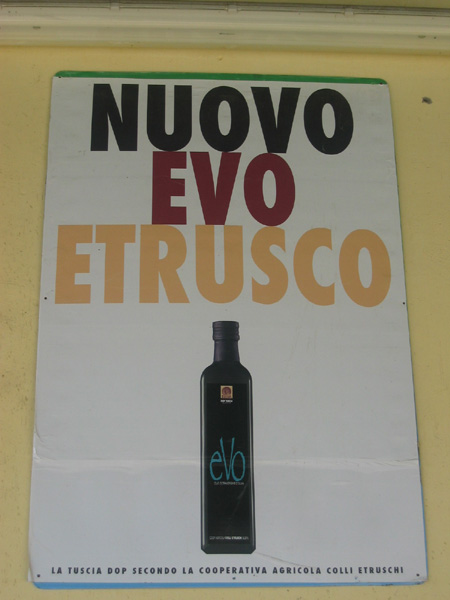 NUOVO
EVO
ETRUSCO
evo
LA TUSCIA DOP SECONDO LA COOPERATIVA AGRICOLA COLLI ETRUSCHI